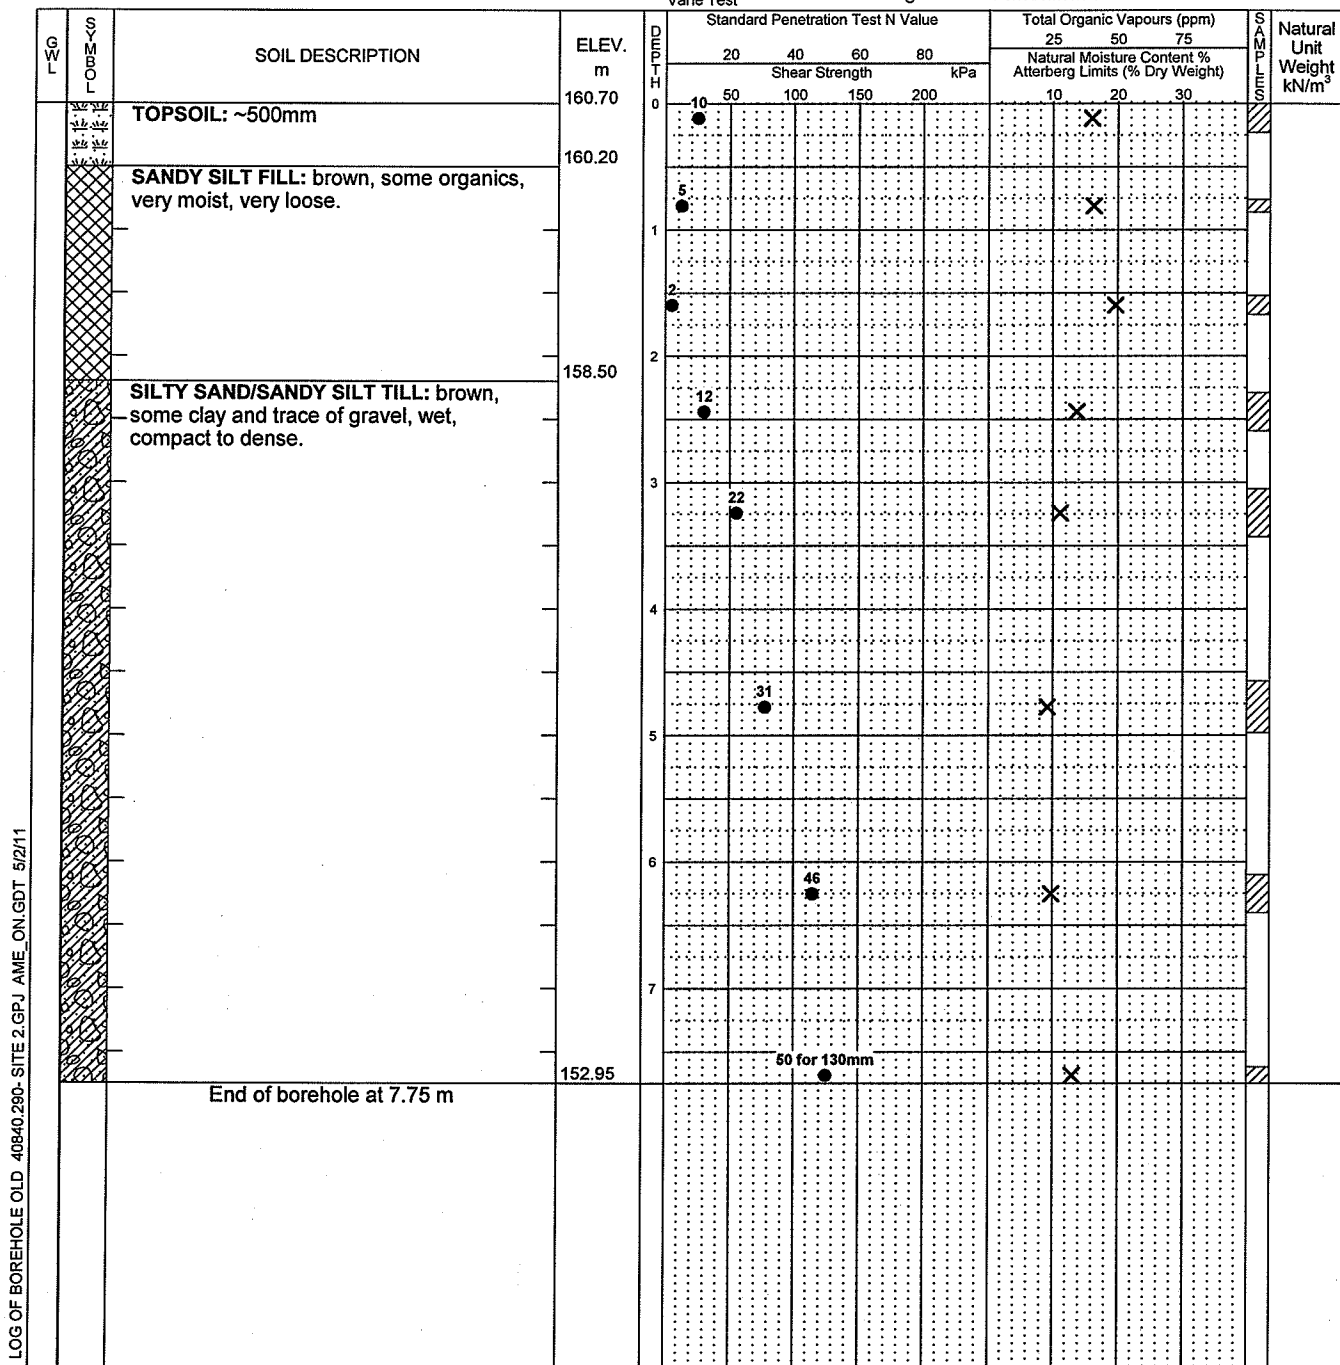 Vane Test
GWL
SYMBOL
SOIL DESCRIPTION
ELEV.
m
DEPTH
Standard Penetration Test N Value
20 40 60 80
Shear Strength kPa
50 100 150 200
Total Organic Vapours (ppm)
25 50 75
Natural Moisture Content %
Atterberg Limits (% Dry Weight)
10 20 30
SAMPLES
Natural
Unit
Weight
kN/m³
160.70
0
TOPSOIL: ~500mm
10
160.20
SANDY SILT FILL: brown, some organics,
very moist, very loose.
5
1
2
2
158.50
SILTY SAND/SANDY SILT TILL: brown,
some clay and trace of gravel, wet,
compact to dense.
12
3
22
4
31
5
6
46
7
50 for 130mm
152.95
End of borehole at 7.75 m
LOG OF BOREHOLE OLD 40840.290- SITE 2.GPJ AME_ON.GDT 5/2/11